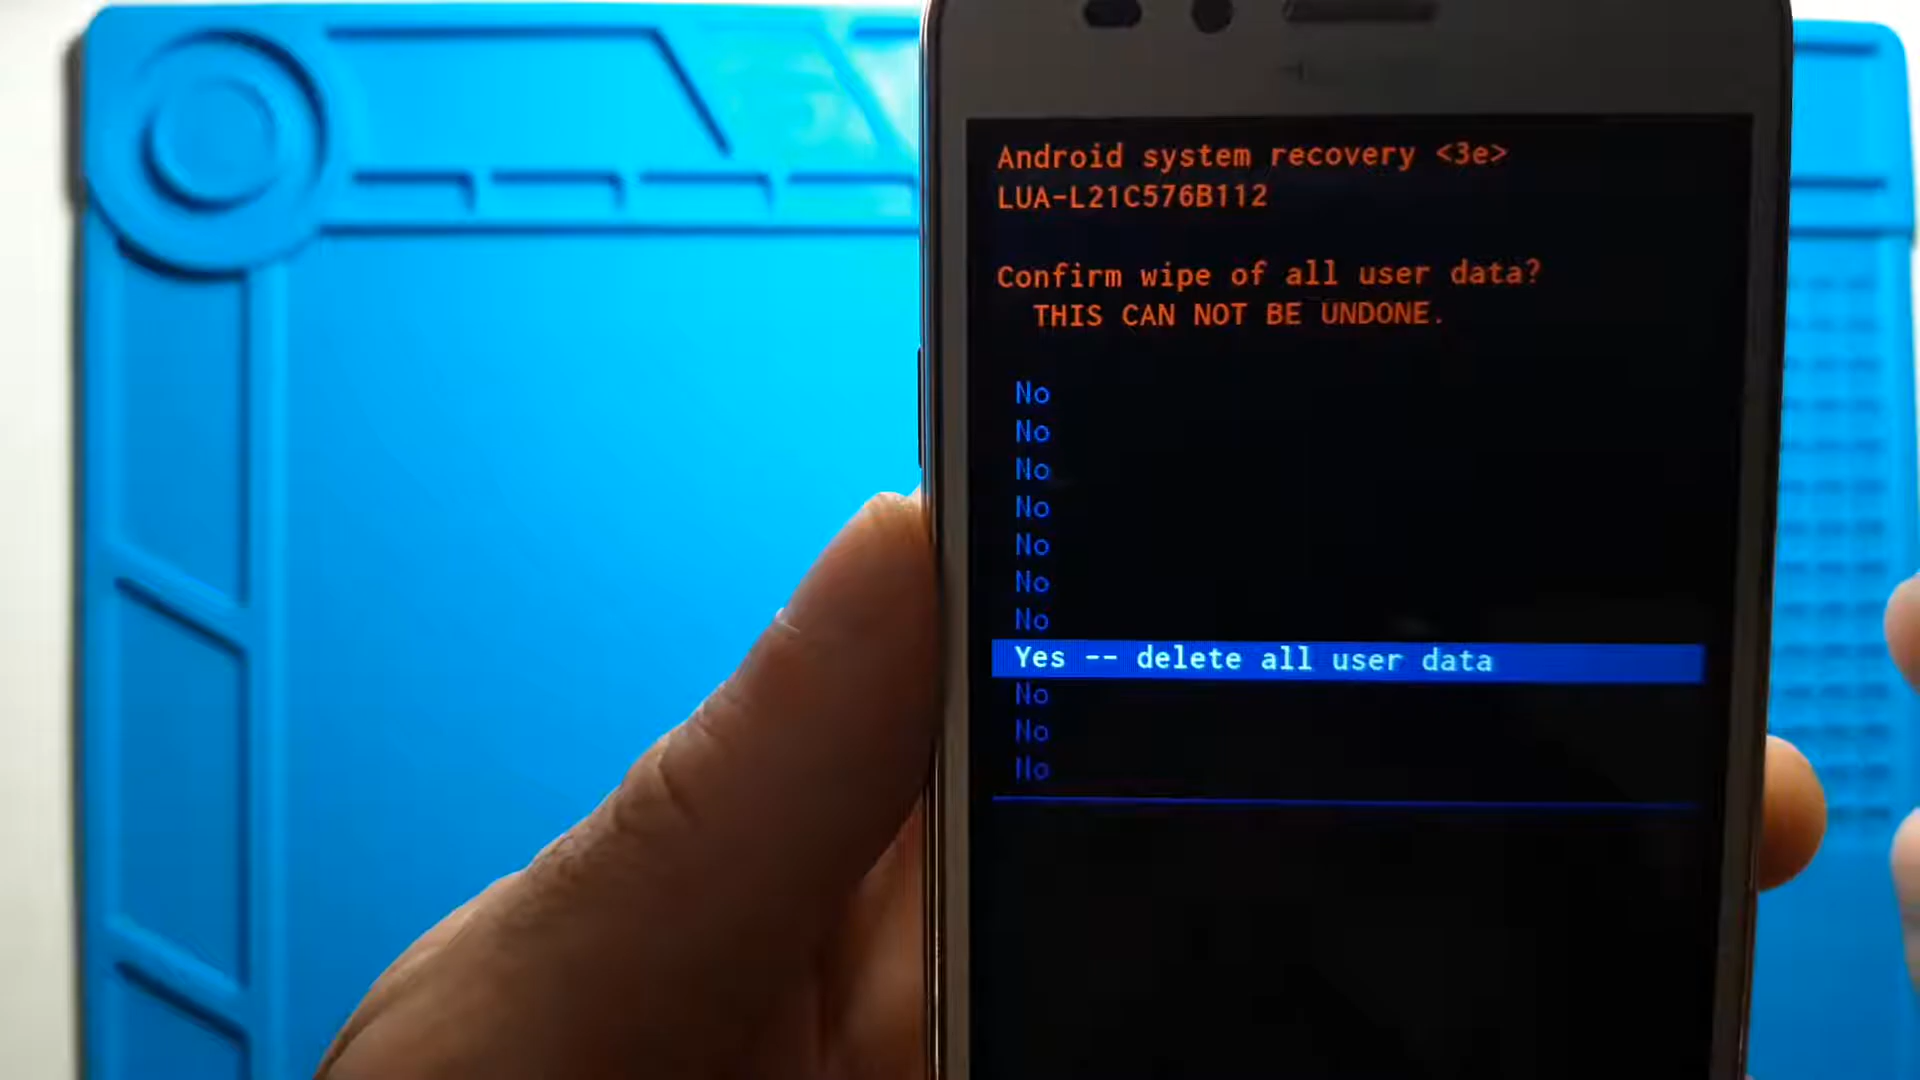 Android system recovery <3e>
LUA-L21C576B112
Confirm wipe of all user data?
THIS CAN NOT BE UNDONE.
No
No
No
No
No
No
No
Yes -- delete all user data
No
No
No